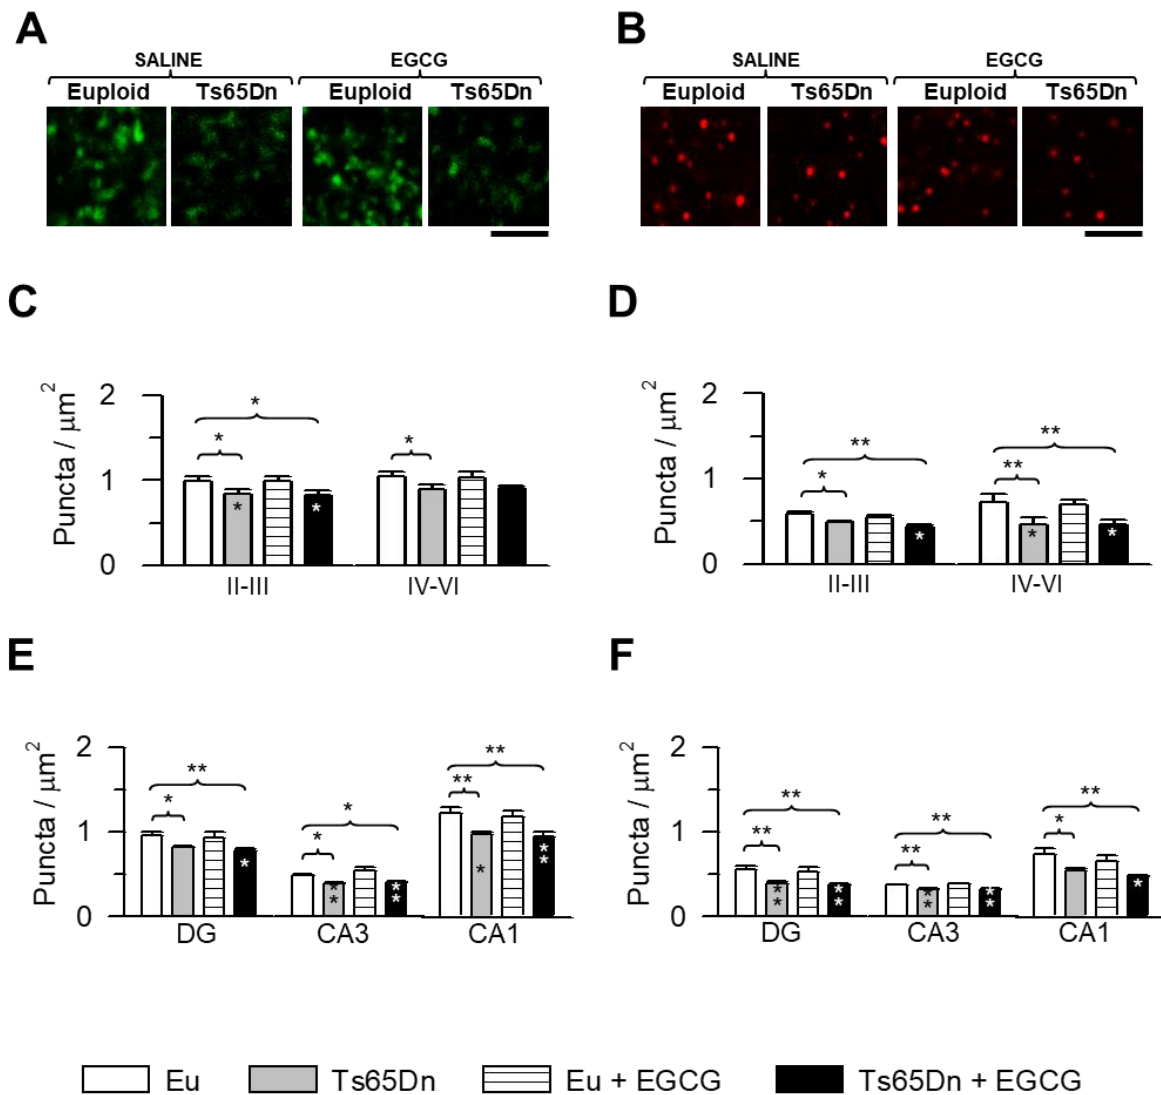 A
B
SALINE EGCG
Euploid Ts65Dn Euploid Ts65Dn
SALINE EGCG
Euploid Ts65Dn Euploid Ts65Dn
C
Puncta / μm²
2
1
0
*
*
*
*
*
II-III IV-VI
D
Puncta / μm²
2
1
0
**
*
**
**
*
*
*
II-III IV-VI
E
Puncta / μm²
2
1
0
**
*
*
*
*
**
**
**
**
*
**
DG CA3 CA1
F
Puncta / μm²
2
1
0
**
**
**
**
**
**
**
**
**
*
*
DG CA3 CA1
Eu Ts65Dn Eu + EGCG Ts65Dn + EGCG